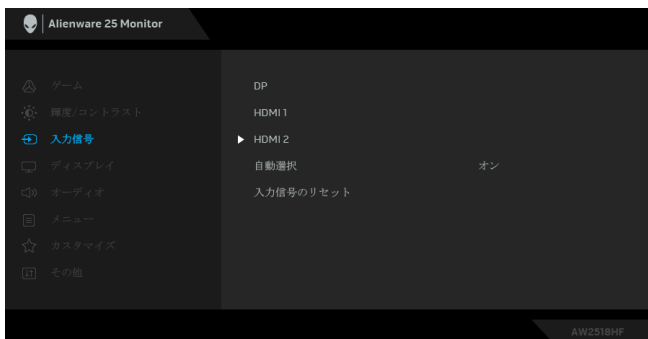 Alienware 25 Monitor
ゲーム
輝度/コントラスト
入力信号
ディスプレイ
オーディオ
メニュー
カスタマイズ
その他
DP
HDMI 1
HDMI 2
自動選択 オン
入力信号のリセット
AW2518HF